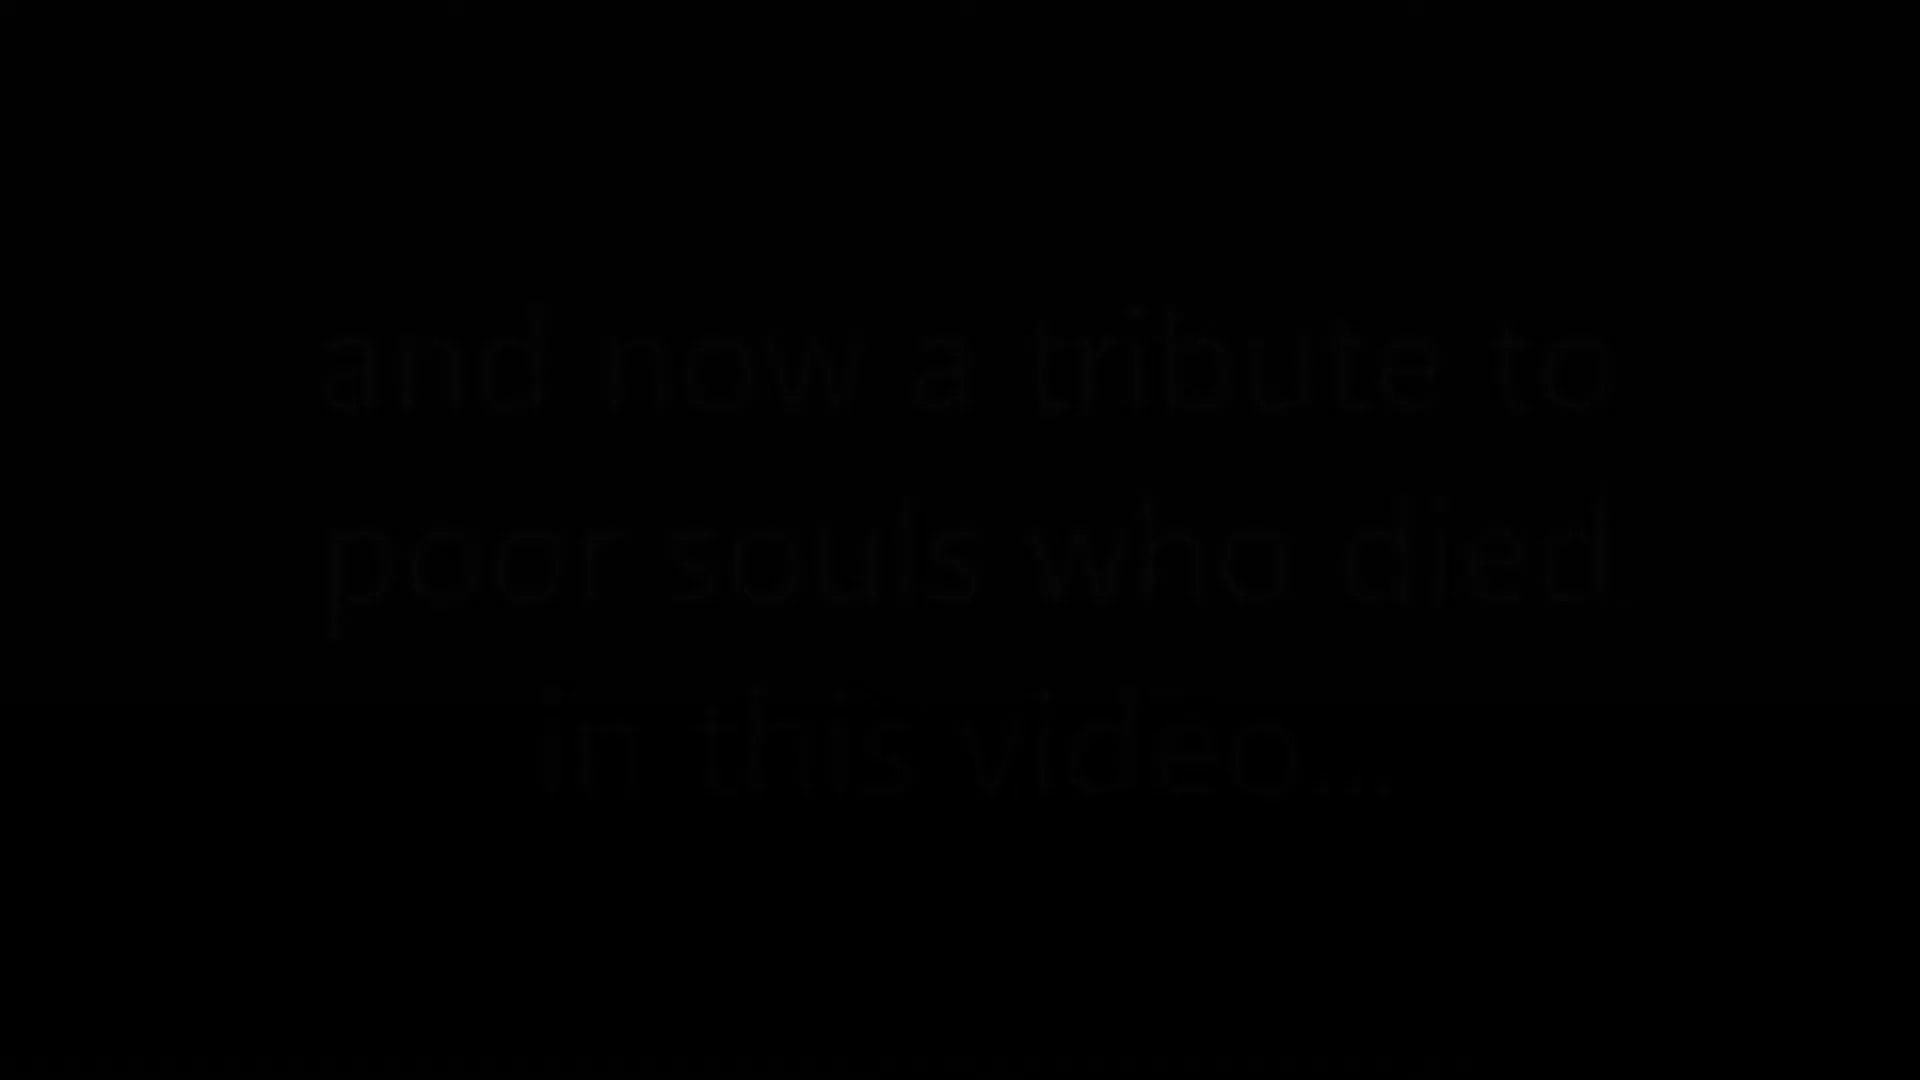 and now a tribute to
poor souls who died
in this video...